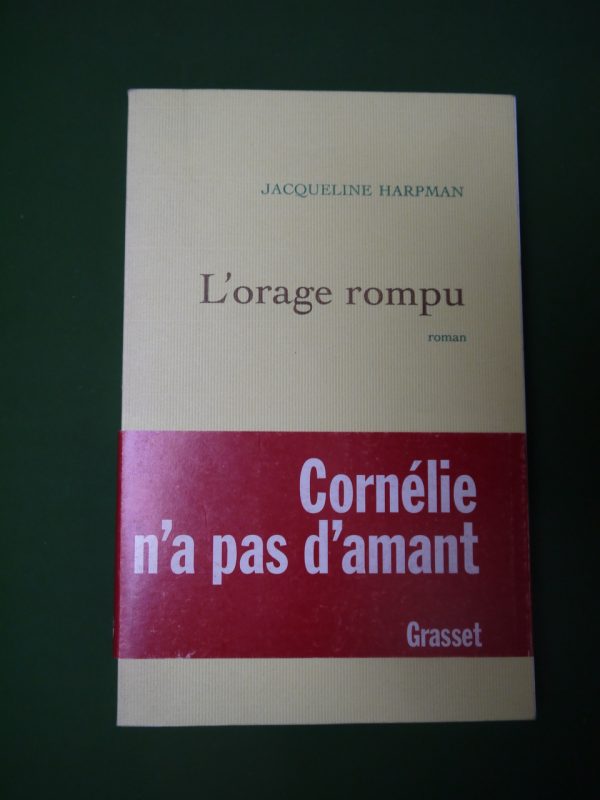 JACQUELINE HARPMAN
L'orage rompu
roman
Cornélie
n'a pas d'amant
Grasset